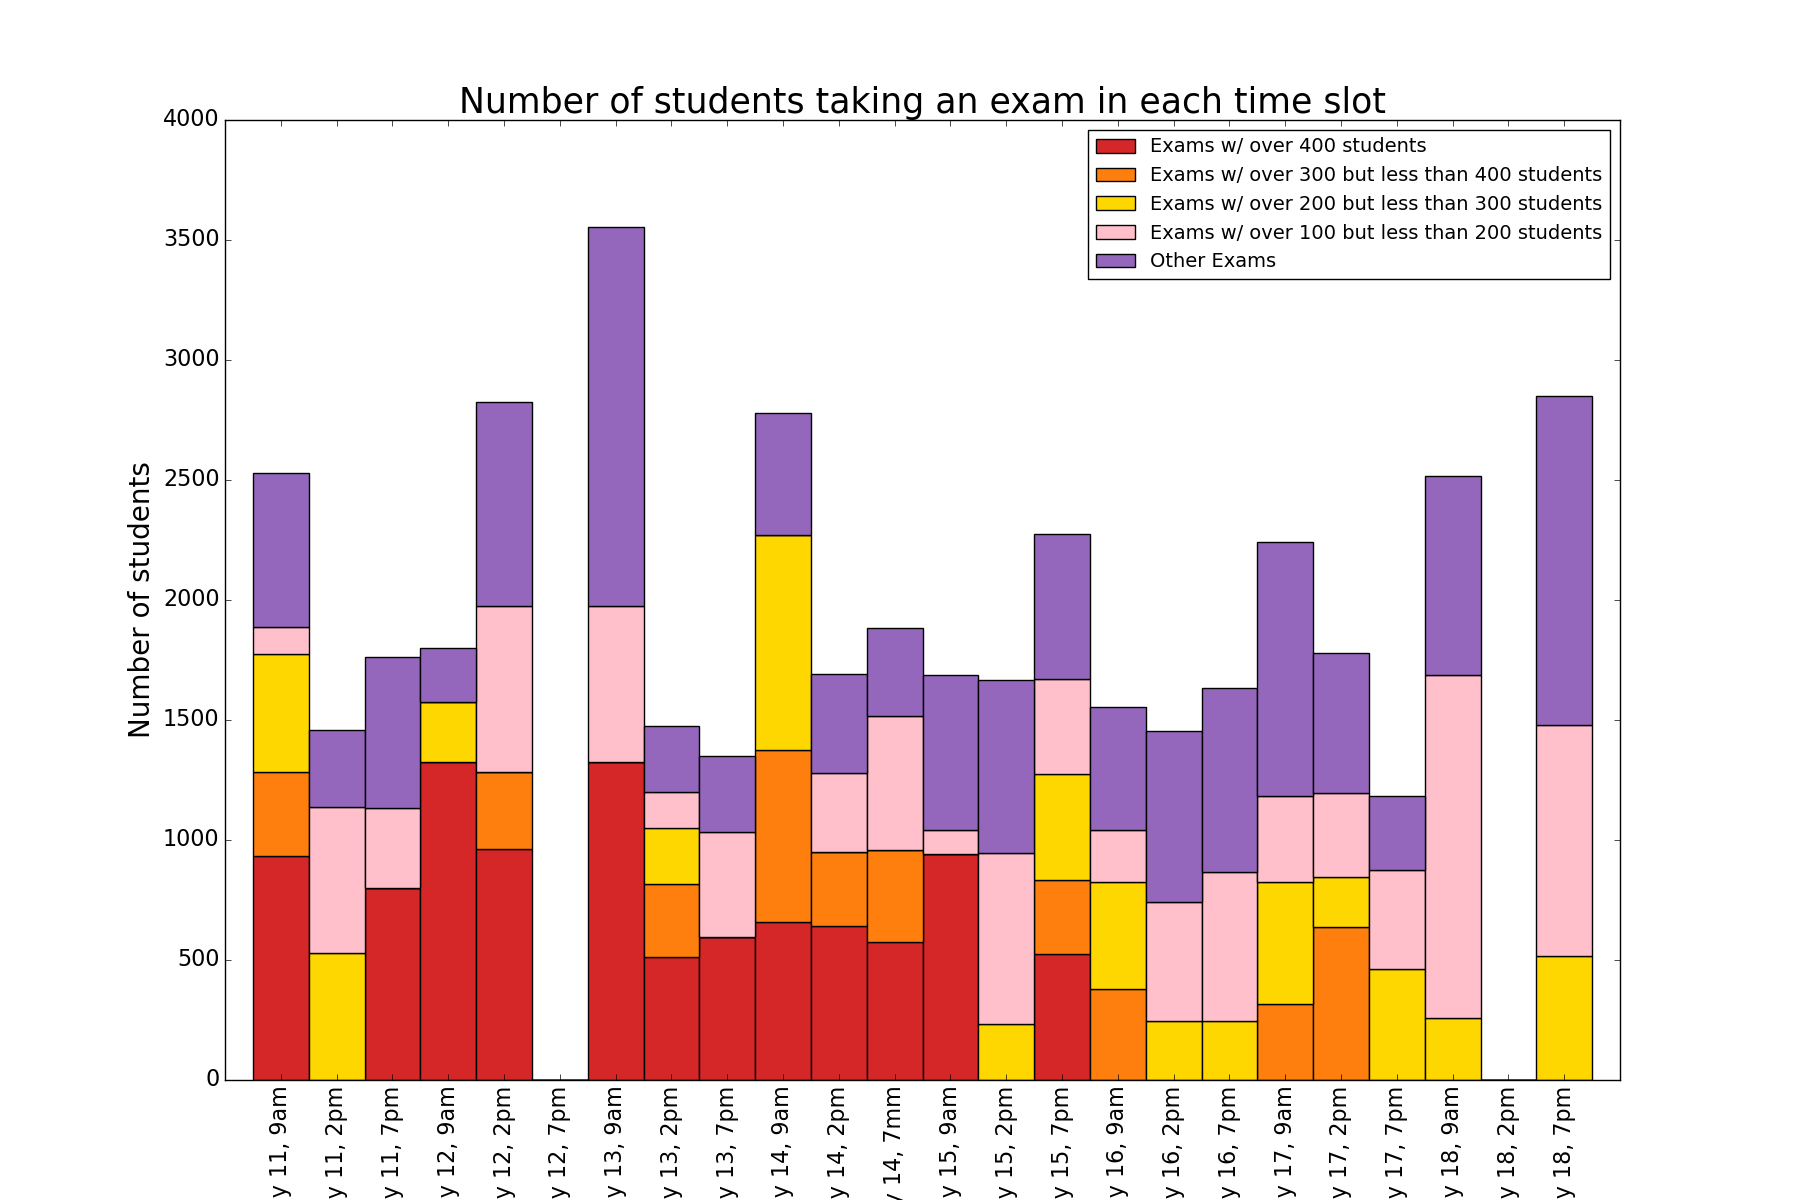 Number of students taking an exam in each time slot
4000
3500
3000
2500
2000
1500
1000
500
0
Number of students
Exams w/ over 400 students
Exams w/ over 300 but less than 400 students
Exams w/ over 200 but less than 300 students
Exams w/ over 100 but less than 200 students
Other Exams
y 11, 9am
y 11, 2pm
y 11, 7pm
y 12, 9am
y 12, 2pm
y 12, 7pm
y 13, 9am
y 13, 2pm
y 13, 7pm
y 14, 9am
y 14, 2pm
y 14, 7mm
y 15, 9am
y 15, 2pm
y 15, 7pm
y 16, 9am
y 16, 2pm
y 16, 7pm
y 17, 9am
y 17, 2pm
y 17, 7pm
y 18, 9am
y 18, 2pm
y 18, 7pm